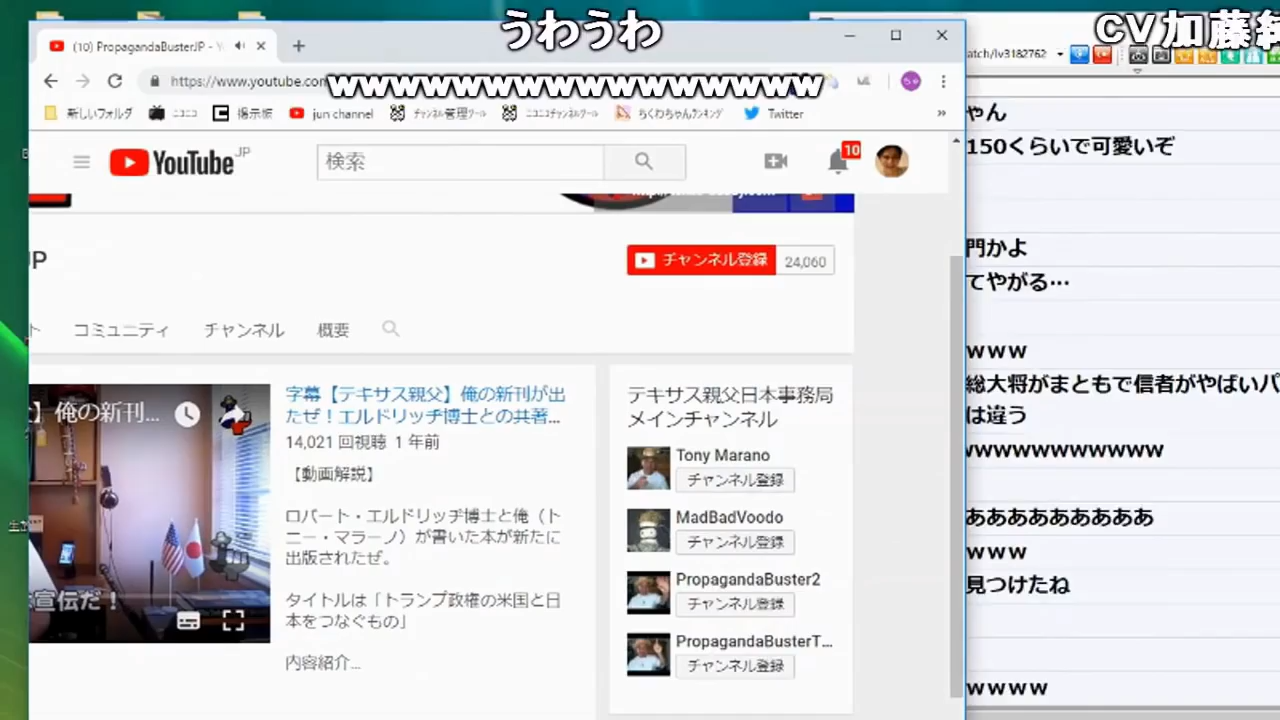 うわうわ
CV加藤
(10) PropagandaBusterJP - Y
https://www.youtube.com
wwwwwwwwwwwwwwww
atch/lv3182762
新しいフォルダ
ニコニコ
掲示板
jun channel
チャンネル管理ツール
ニコニコチャンネルツール
ちくわちゃんランキング
Twitter
»
YouTube JP
検索
10
JP
チャンネル登録 24,060
ト
コミュニティ
チャンネル
概要
】俺の新刊...
宣伝だ！
字幕【テキサス親父】俺の新刊が出
たぜ！エルドリッチ博士との共著...
14,021 回視聴 1 年前
【動画解説】
ロバート・エルドリッヂ博士と俺（ト
ニー・マラーノ）が書いた本が新たに
出版されたぜ。
タイトルは「トランプ政権の米国と日
本をつなぐもの」
内容紹介...
テキサス親父日本事務局
メインチャンネル
Tony Marano
チャンネル登録
MadBadVoodo
チャンネル登録
PropagandaBuster2
チャンネル登録
PropagandaBusterT...
チャンネル登録
ゃん
150くらいで可愛いぞ
門かよ
てやがる…
ｗｗｗ
総大将がまともで信者がやばいパ
は違う
wwwwwwwwwww
あああああああああ
ｗｗｗ
見つけたね
ｗｗｗｗ